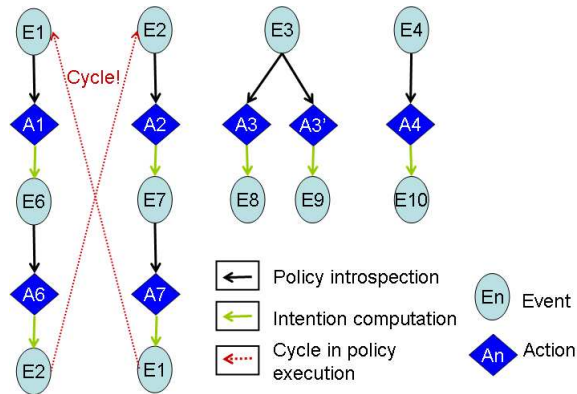 E1
E2
E3
E4
Cycle!
A1
A2
A3
A3'
A4
E6
E7
E8
E9
E10
Policy introspection
En
Event
A6
A7
Intention computation
An
Action
Cycle in policy
execution
E2
E1